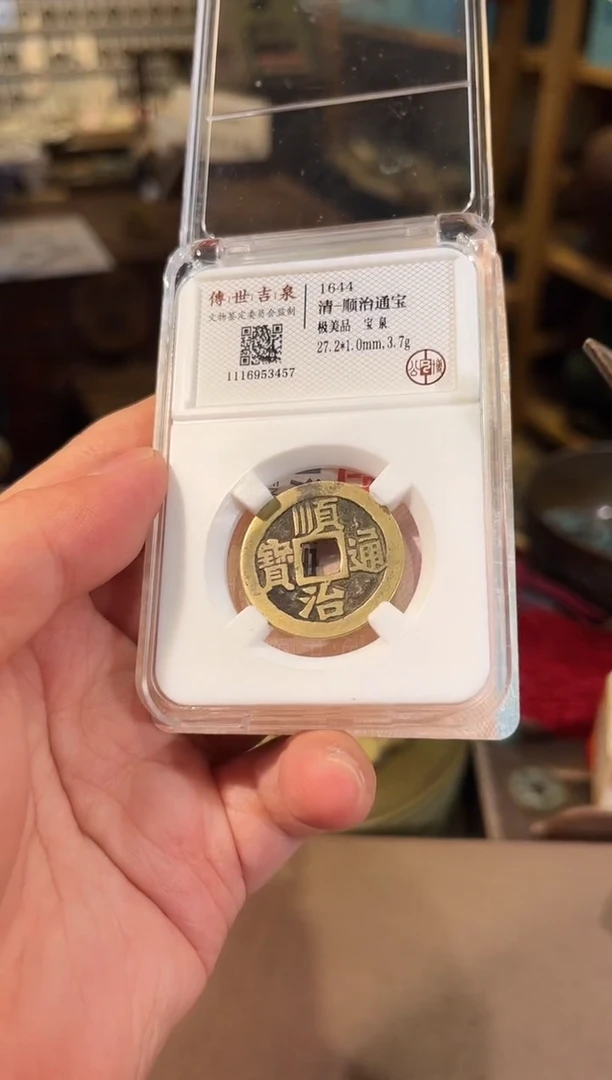 傳世吉泉
文物鉴定委员会监制
1116953457
1644
清-顺治通宝
极美品 宝泉
27.2*1.0mm,3.7g
順治通寶